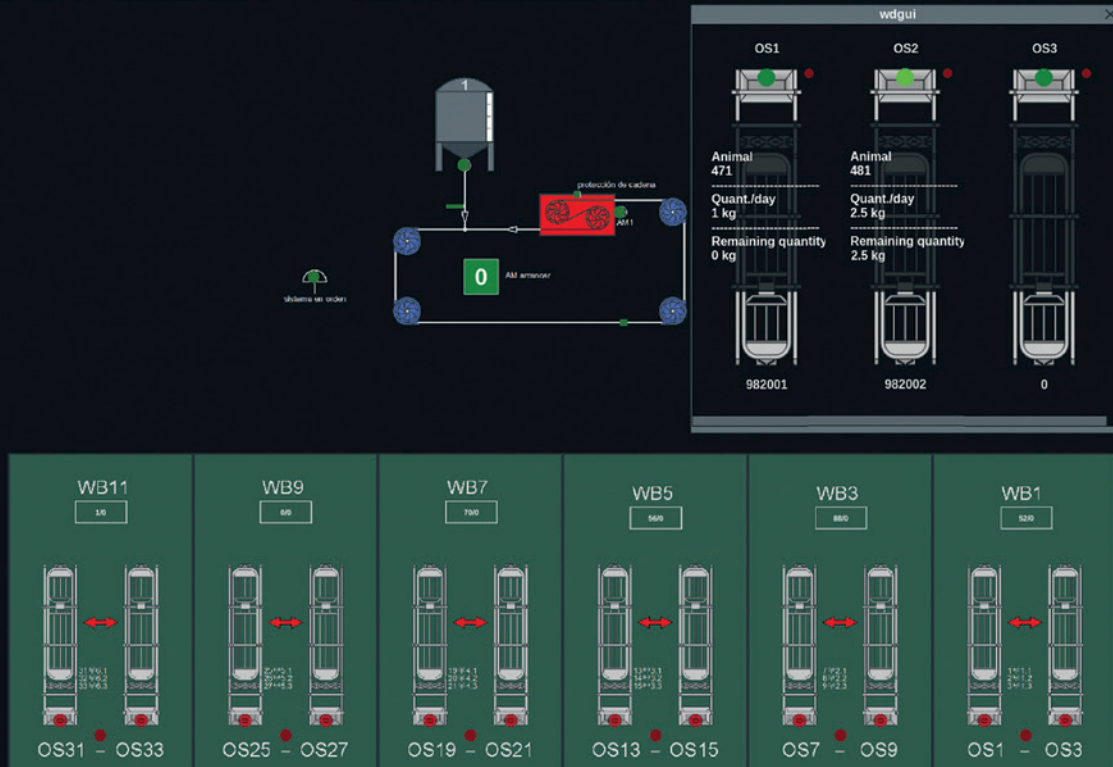 wdgui
OS1
OS2
OS3
1
protección de cadena
AM1
0
AM arrancar
sistema en orden
Animal
471
Quant./day
1 kg
Remaining quantity
0 kg
Animal
481
Quant./day
2.5 kg
Remaining quantity
2.5 kg
982001
982002
0
WB11
1/0
OS31 – OS33
WB9
0/0
OS25 – OS27
WB7
70/0
OS19 – OS21
WB5
56/0
OS13 – OS15
WB3
88/0
OS7 – OS9
WB1
52/0
OS1 – OS3